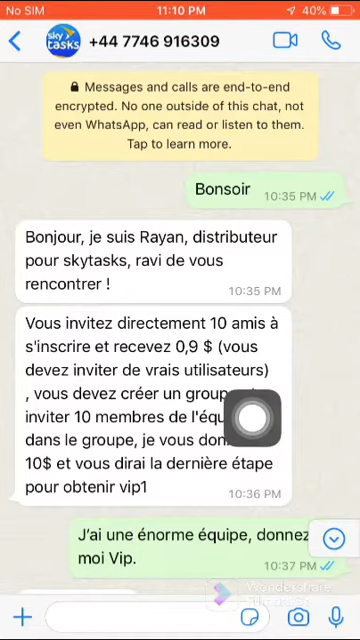 No SIM 11:10 PM 40%
sky tasks
+44 7746 916309
Messages and calls are end-to-end
encrypted. No one outside of this chat, not
even WhatsApp, can read or listen to them.
Tap to learn more.
Bonsoir
10:35 PM
Bonjour, je suis Rayan, distributeur
pour skytasks, ravi de vous
rencontrer !
10:35 PM
Vous invitez directement 10 amis à
s'inscrire et recevez 0,9 $ (vous
devez inviter de vrais utilisateurs)
, vous devez créer un
inviter 10 membres de
dans le groupe, je vous
10$ et vous dirai la dernière étape
pour obtenir vip1
10:36 PM
J'ai une énorme équipe,
moi Vip.
10:37 PM
Wondershare